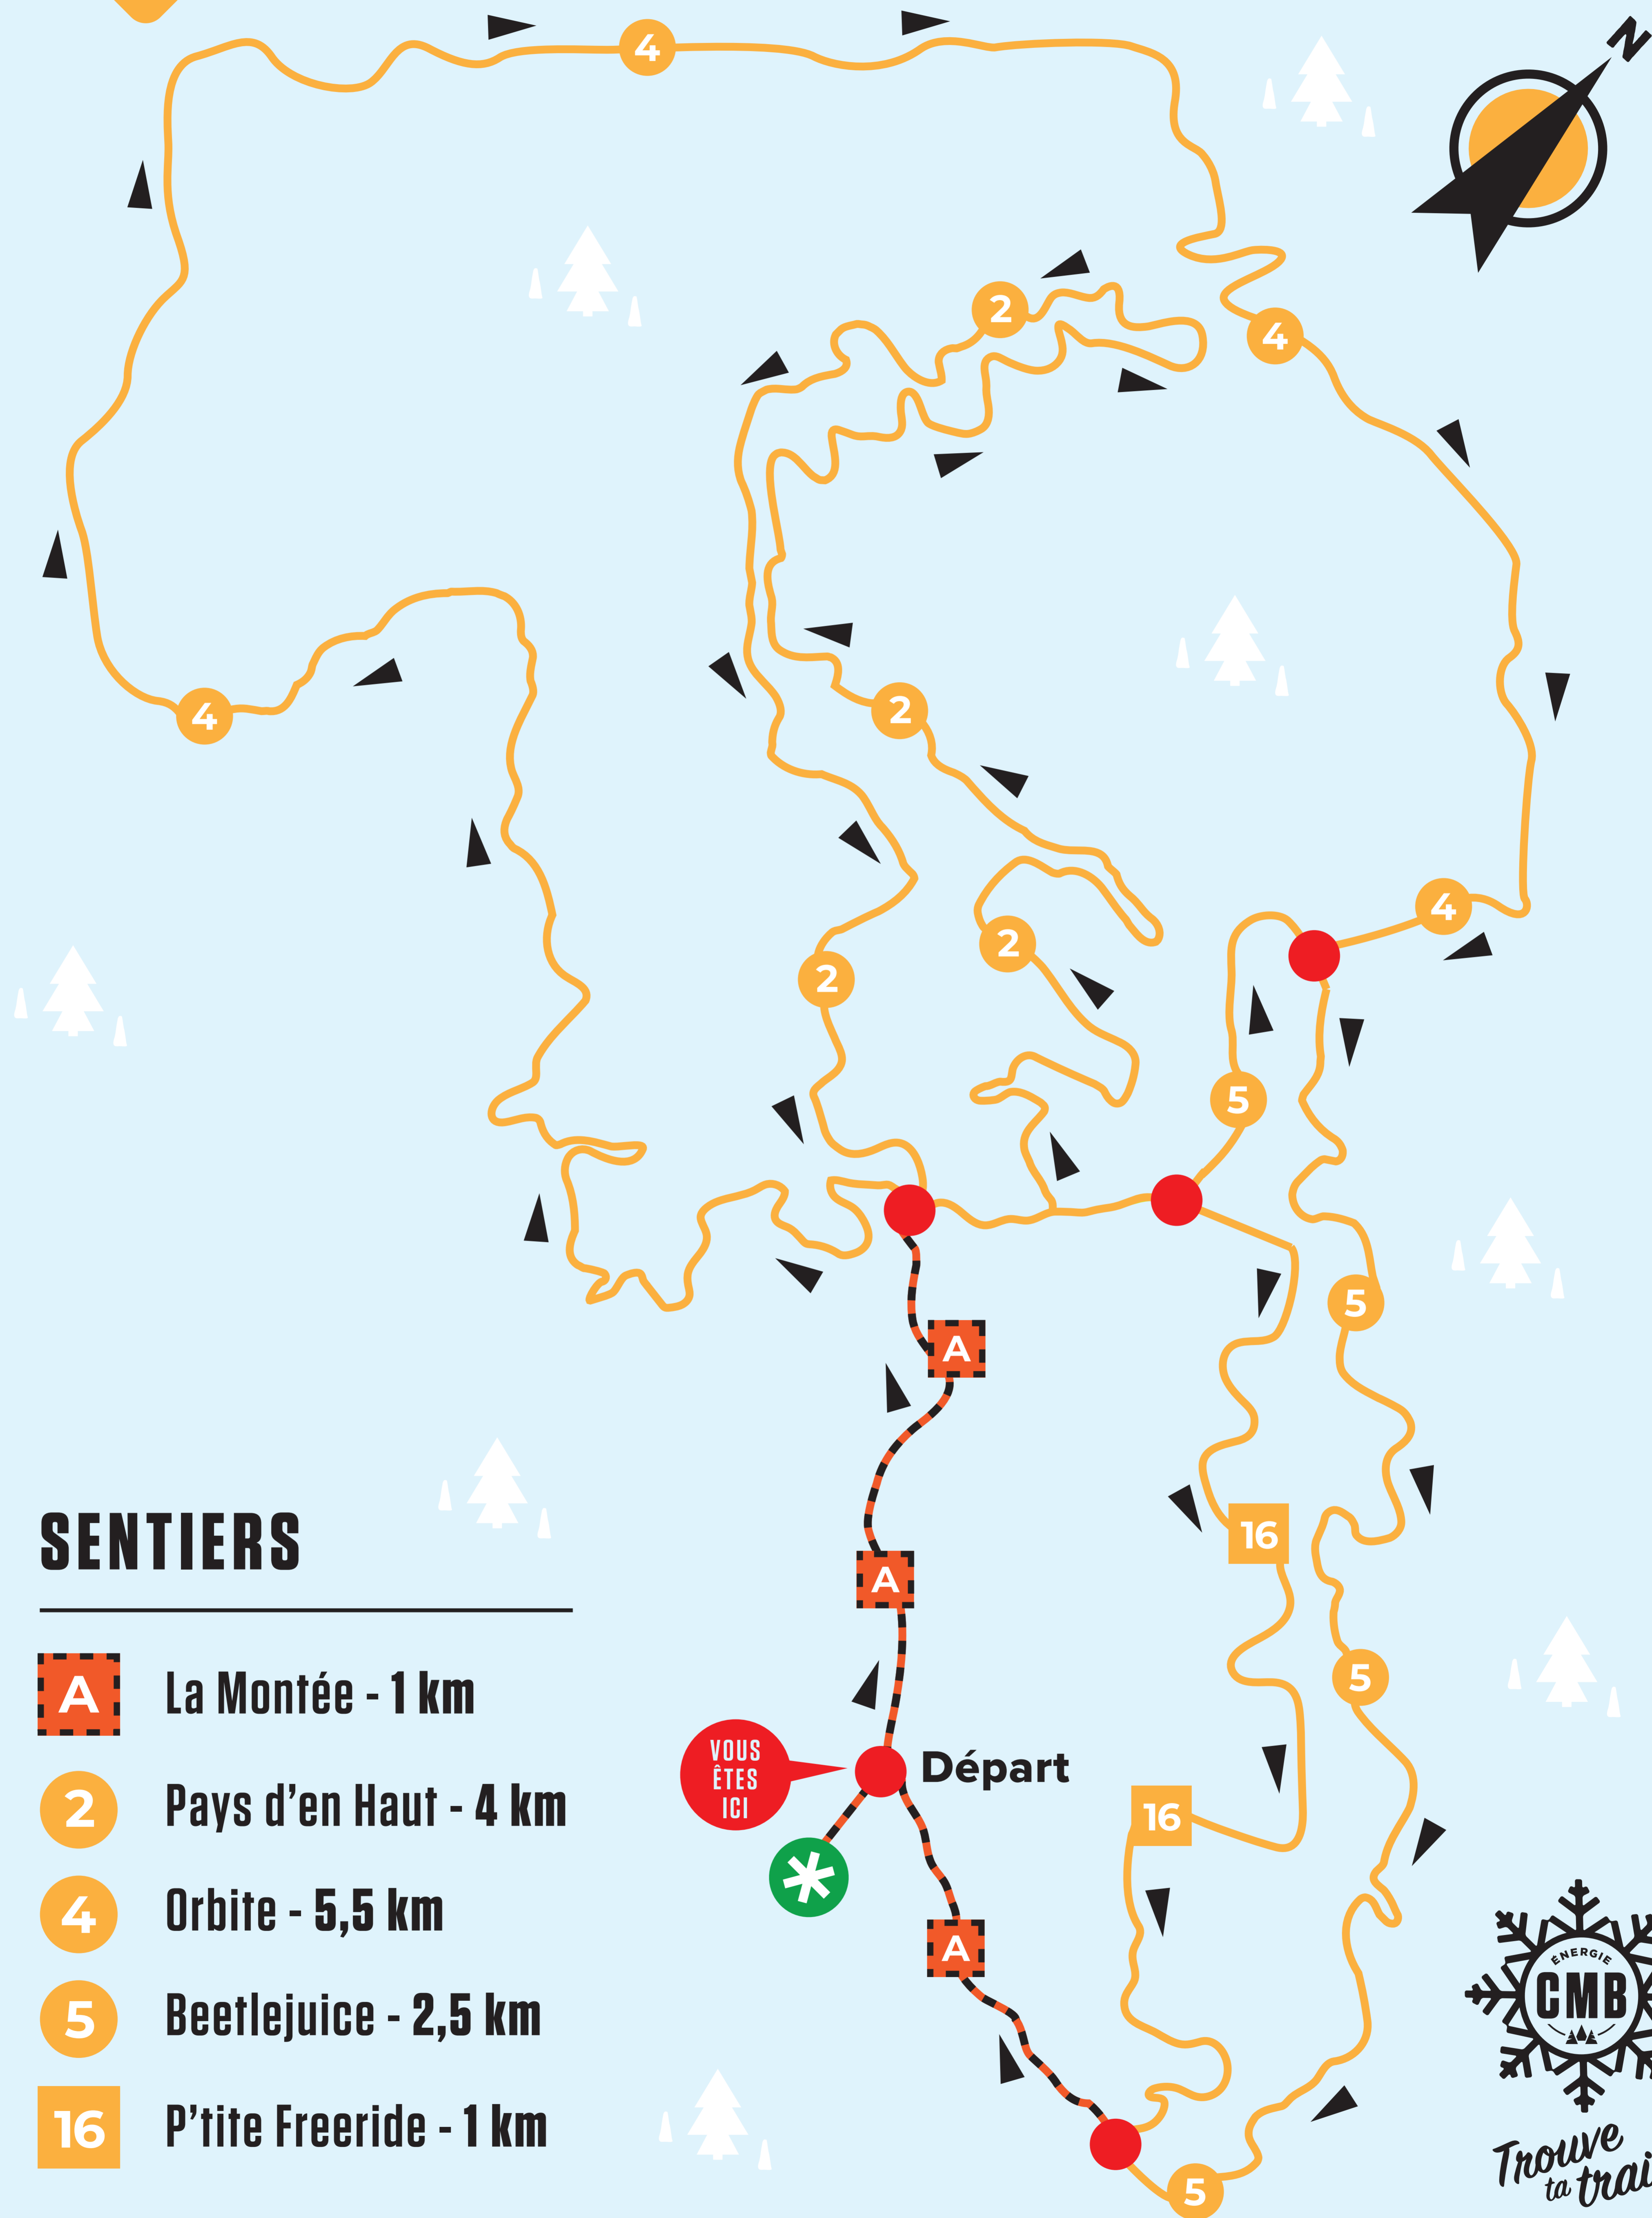 N
4
2
4
2
4
4
2
2
5
5
A
16
A
5
16
A
5
VOUS
ÊTES
ICI
Départ
SENTIERS
A La Montée - 1 km
2 Pays d'en Haut - 4 km
4 Orbite - 5,5 km
5 Beetlejuice - 2,5 km
16 P'tite Freeride - 1 km
ÉNERGIE
CMB
Trouve
ta